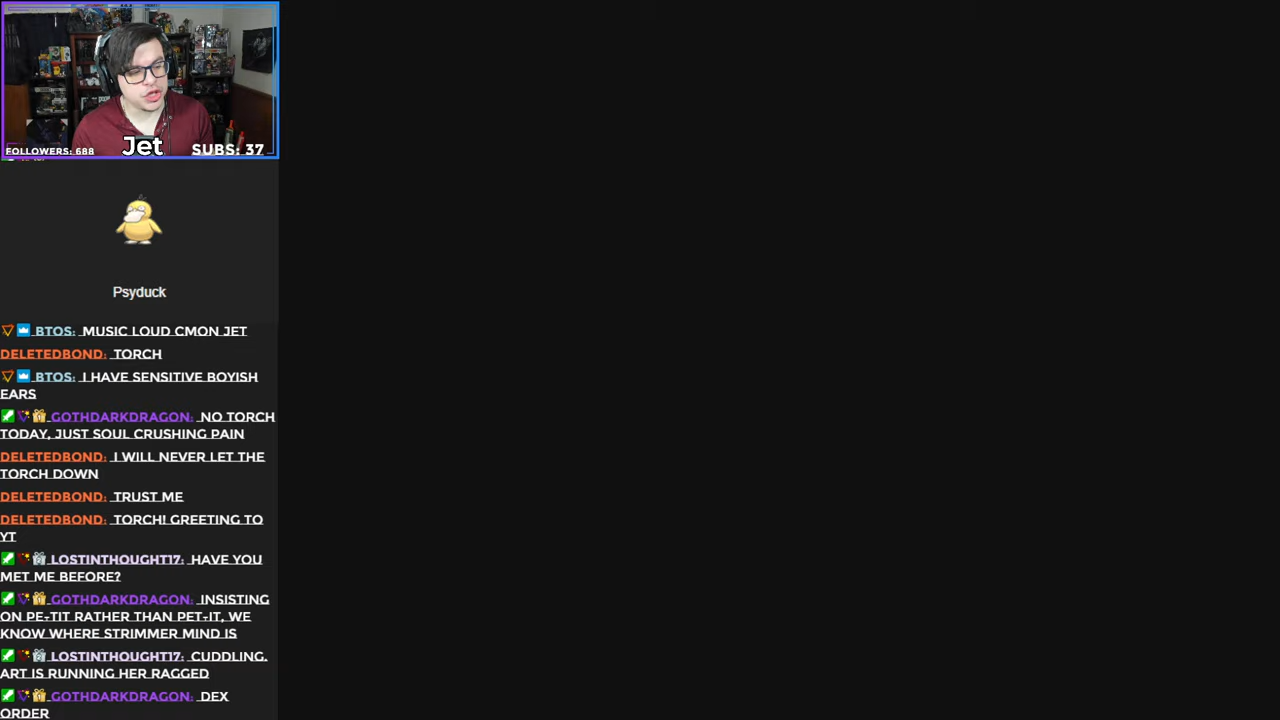 FOLLOWERS: 688
Jet
SUBS: 37
Psyduck
BTOS: MUSIC LOUD CMON JET
DELETEDBOND: TORCH
BTOS: I HAVE SENSITIVE BOYISH
EARS
GOTHDARKDRAGON: NO TORCH
TODAY, JUST SOUL CRUSHING PAIN
DELETEDBOND: I WILL NEVER LET THE
TORCH DOWN
DELETEDBOND: TRUST ME
DELETEDBOND: TORCH! GREETING TO
YT
LOSTINTHOUGHT17: HAVE YOU
MET ME BEFORE?
GOTHDARKDRAGON: INSISTING
ON PE-TIT RATHER THAN PET-IT, WE
KNOW WHERE STRIMMER MIND IS
LOSTINTHOUGHT17: CUDDLING.
ART IS RUNNING HER RAGGED
GOTHDARKDRAGON: DEX
ORDER